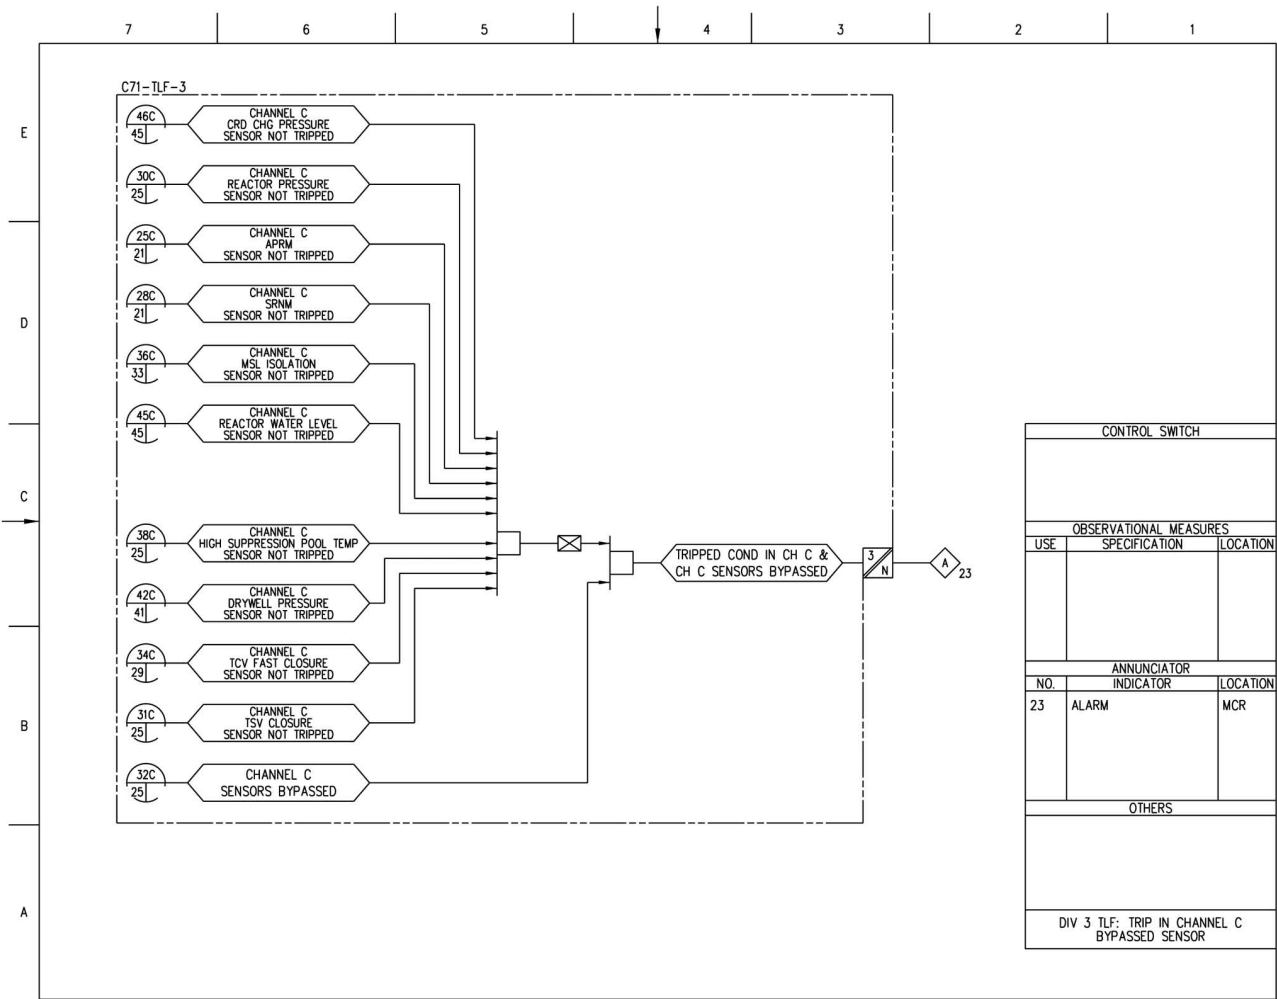 7 6 5 4 3 2 1
C71-TLF-3
E
46C
45
CHANNEL C
CRD CHG PRESSURE
SENSOR NOT TRIPPED
30C
25
CHANNEL C
REACTOR PRESSURE
SENSOR NOT TRIPPED
25C
21
CHANNEL C
APRM
SENSOR NOT TRIPPED
D
28C
21
CHANNEL C
SRNM
SENSOR NOT TRIPPED
36C
33
CHANNEL C
MSL ISOLATION
SENSOR NOT TRIPPED
45C
45
CHANNEL C
REACTOR WATER LEVEL
SENSOR NOT TRIPPED
C
38C
25
CHANNEL C
HIGH SUPPRESSION POOL TEMP
SENSOR NOT TRIPPED
42C
41
CHANNEL C
DRYWELL PRESSURE
SENSOR NOT TRIPPED
34C
29
CHANNEL C
TCV FAST CLOSURE
SENSOR NOT TRIPPED
B
31C
25
CHANNEL C
TSV CLOSURE
SENSOR NOT TRIPPED
32C
25
CHANNEL C
SENSORS BYPASSED
A
TRIPPED COND IN CH C &
CH C SENSORS BYPASSED
3
N
A
23
CONTROL SWITCH
OBSERVATIONAL MEASURES
USE SPECIFICATION LOCATION
ANNUNCIATOR
NO. INDICATOR LOCATION
23 ALARM MCR
OTHERS
DIV 3 TLF: TRIP IN CHANNEL C
BYPASSED SENSOR